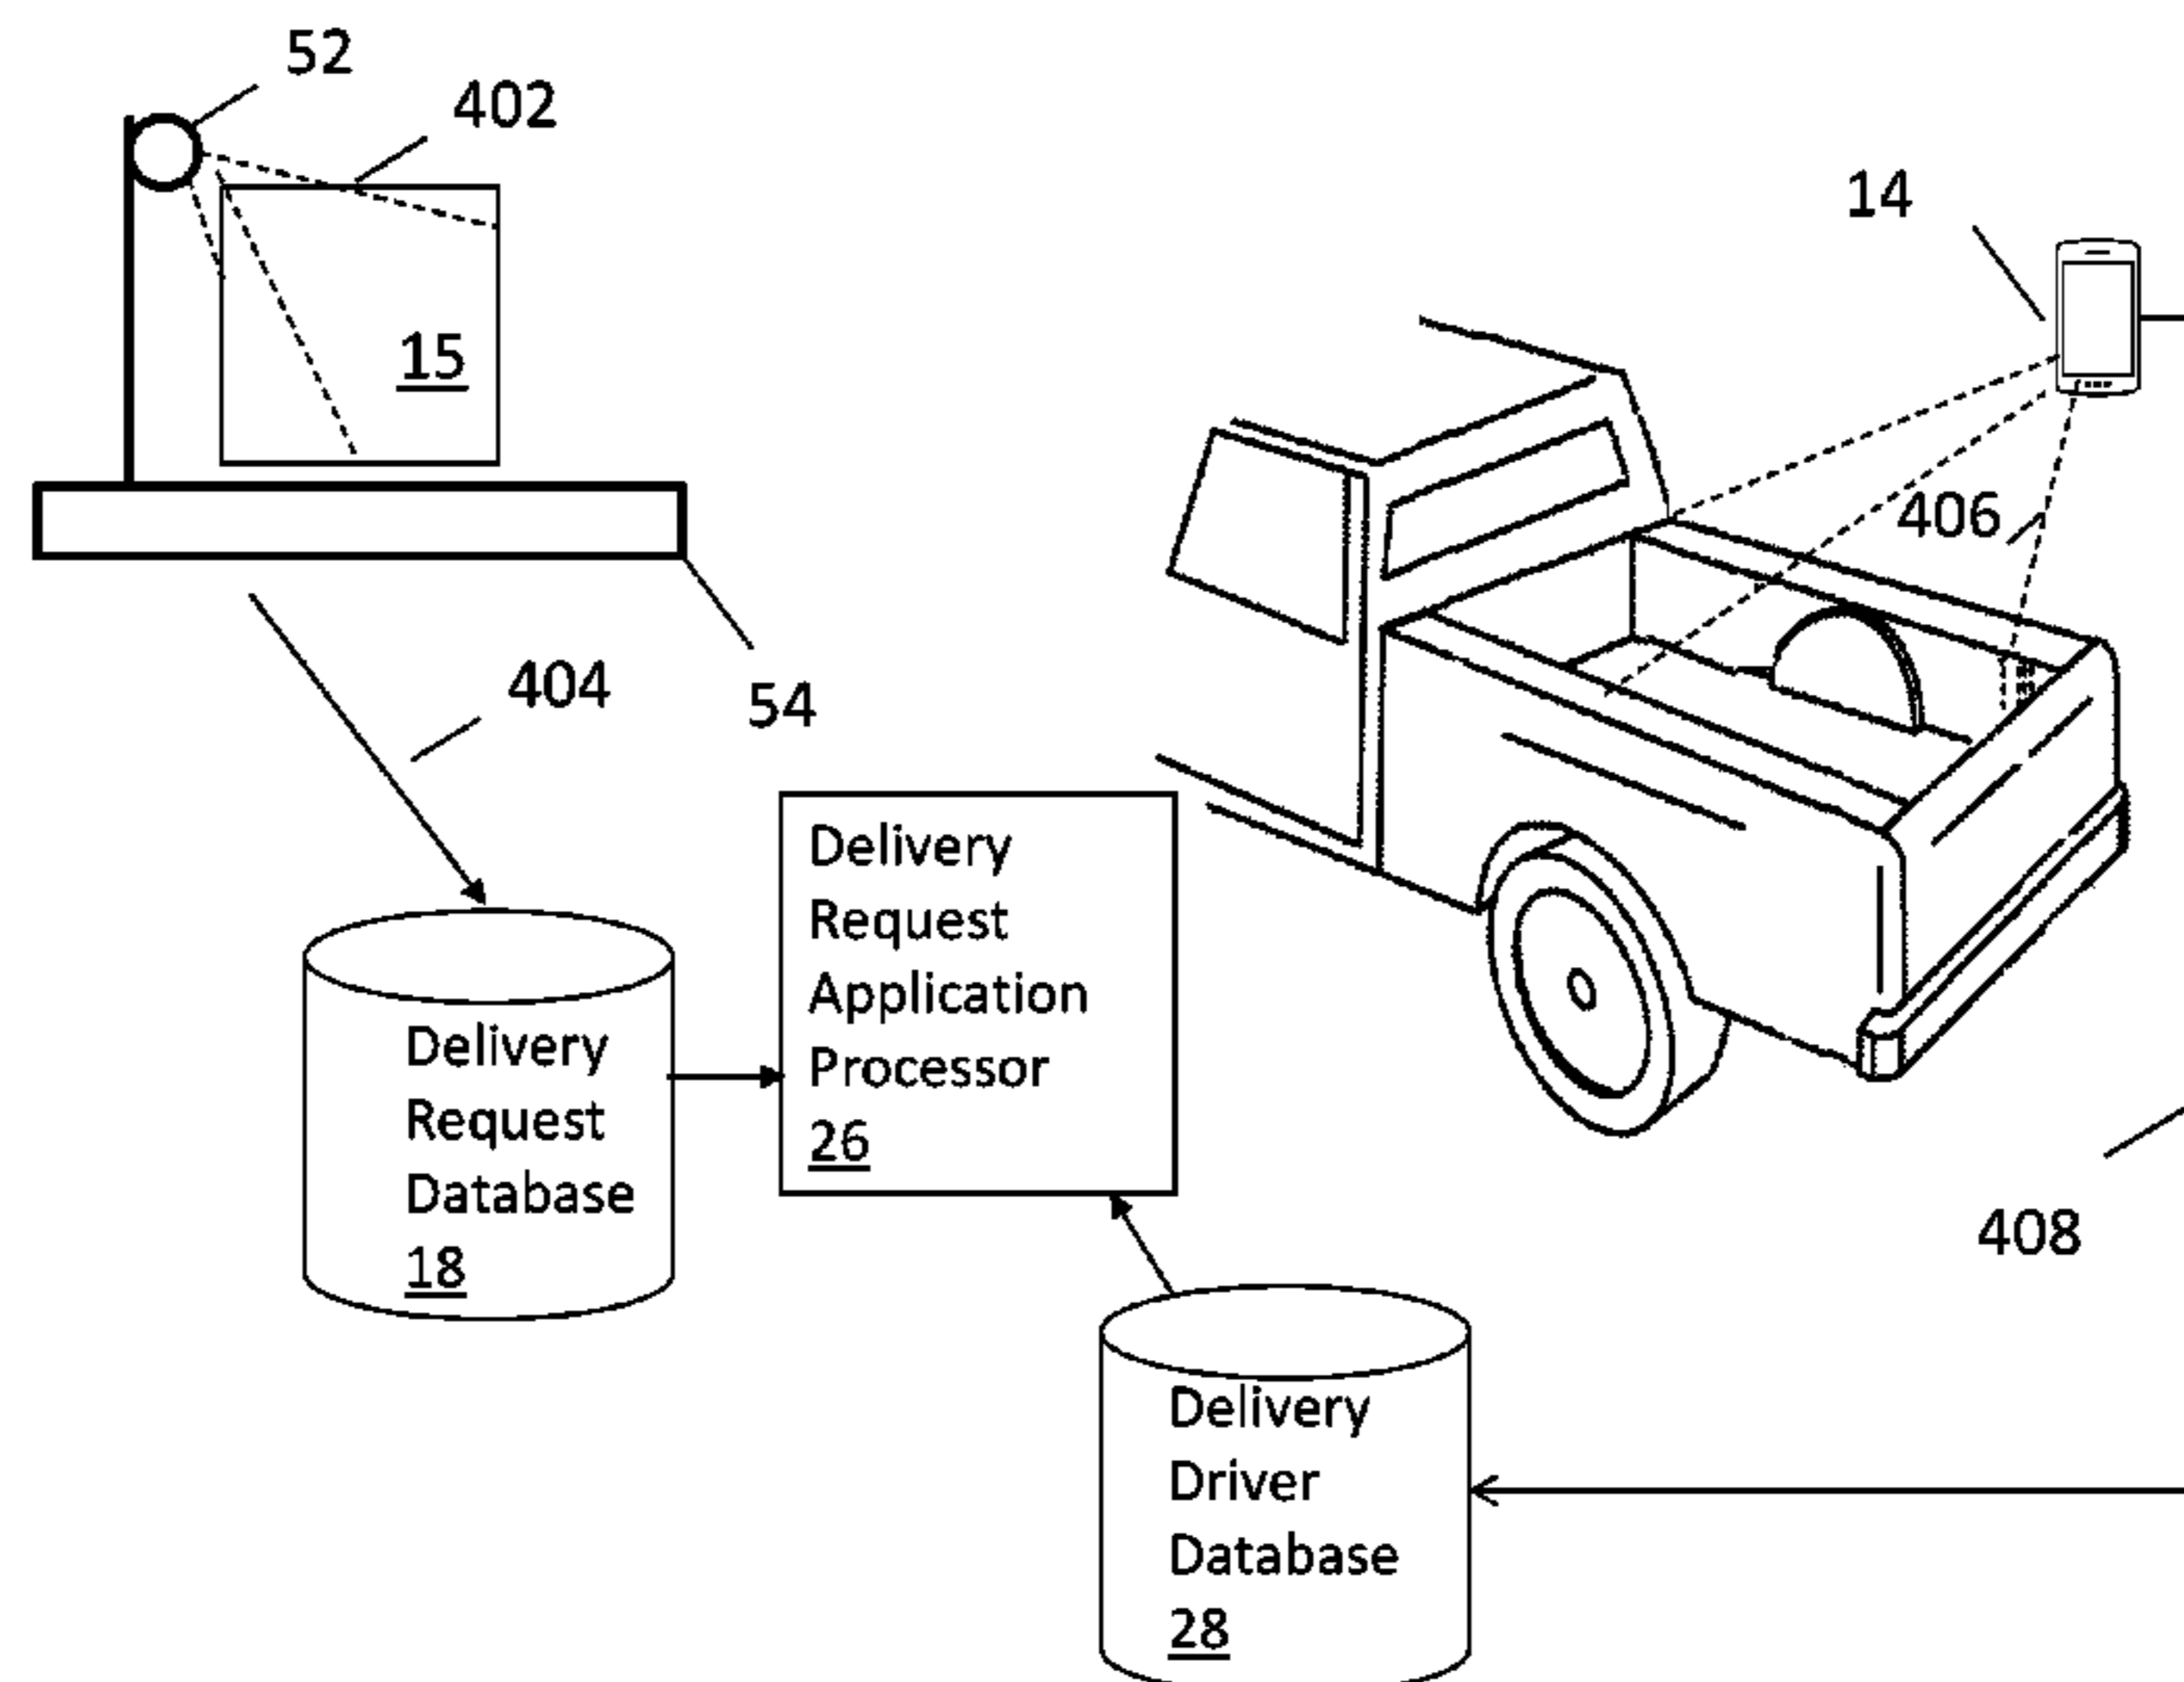 52
402
14
15
406
404
54
Delivery
Request
Application
Processor
26
Delivery
Request
Database
18
408
Delivery
Driver
Database
28